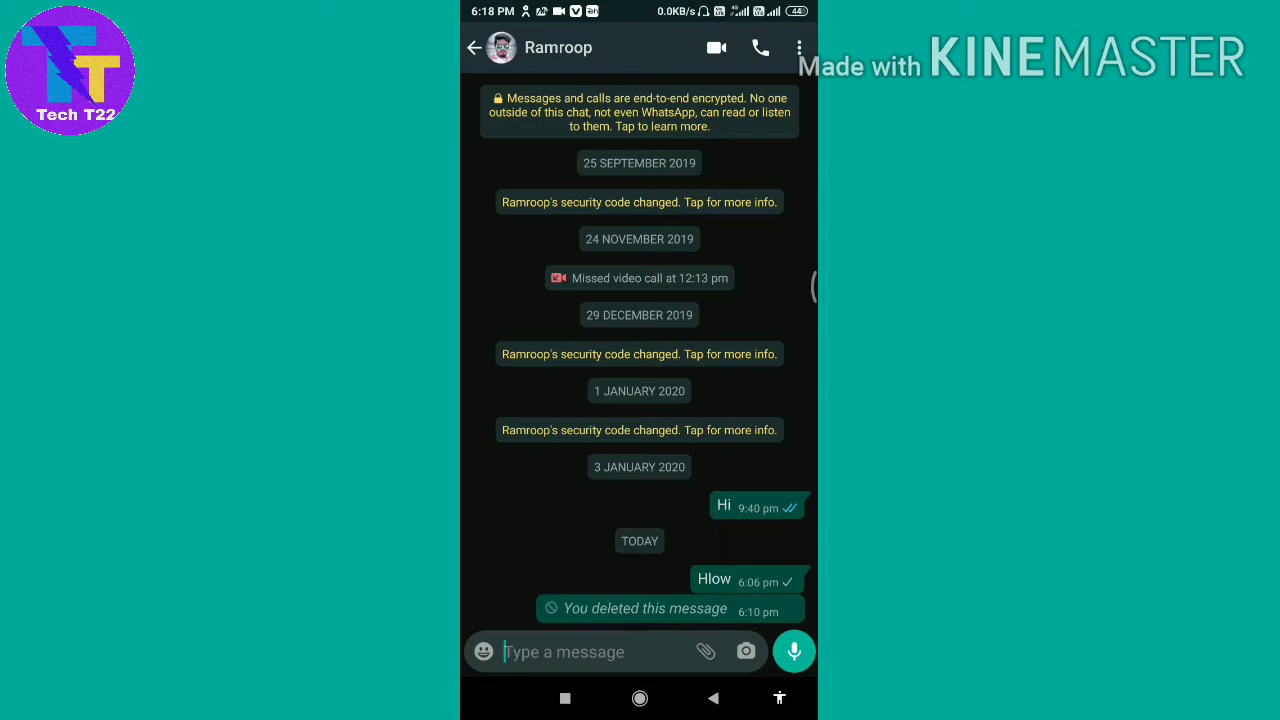 TT
Tech T22
6:18 PM
0.0KB/s
44
Ramroop
Made with KINEMASTER
Messages and calls are end-to-end encrypted. No one
outside of this chat, not even WhatsApp, can read or listen
to them. Tap to learn more.
25 SEPTEMBER 2019
Ramroop's security code changed. Tap for more info.
24 NOVEMBER 2019
Missed video call at 12:13 pm
29 DECEMBER 2019
Ramroop's security code changed. Tap for more info.
1 JANUARY 2020
Ramroop's security code changed. Tap for more info.
3 JANUARY 2020
Hi 9:40 pm
TODAY
Hlow 6:06 pm
You deleted this message 6:10 pm
Type a message